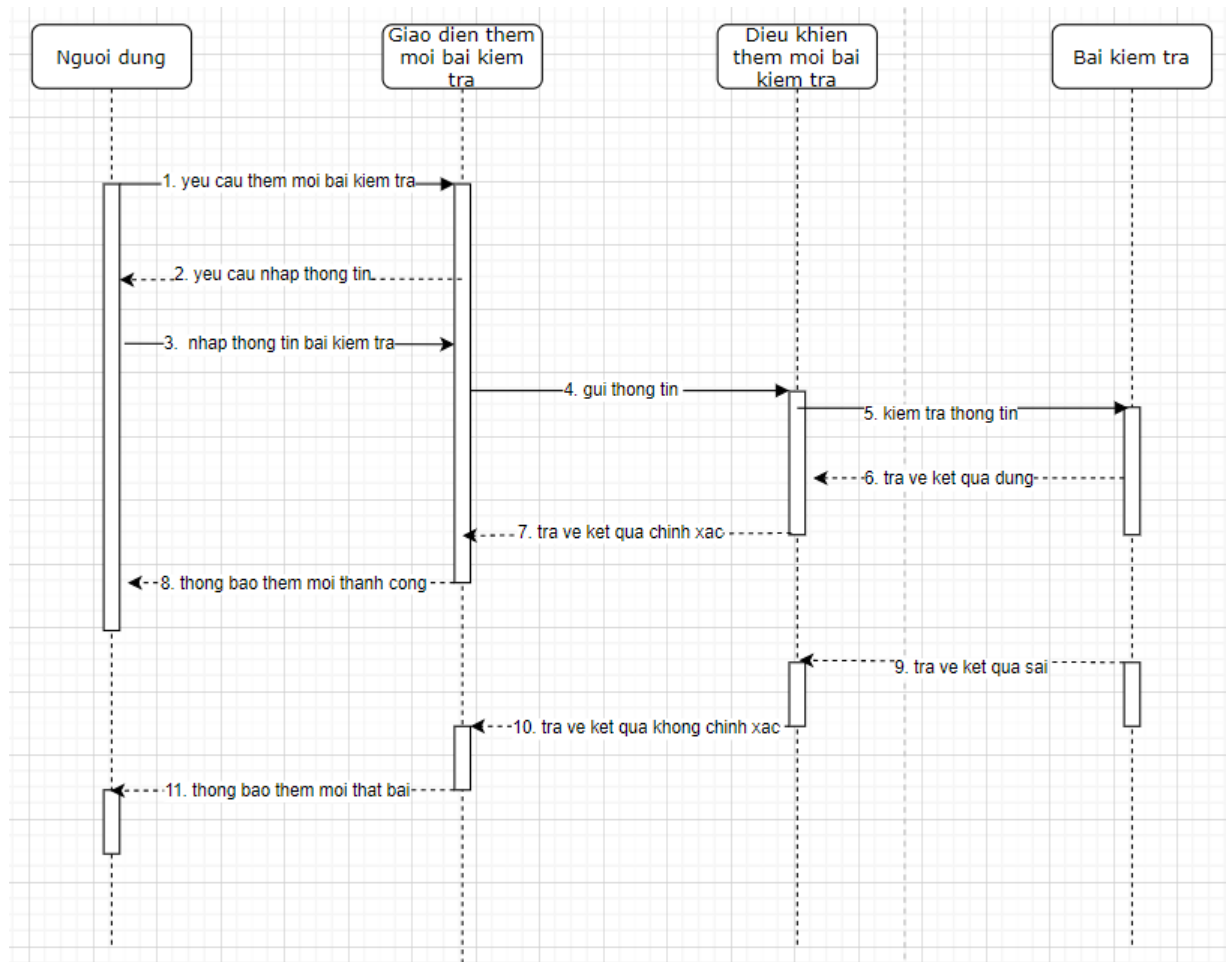 Nguoi dung
Giao dien them
moi bai kiem
tra
Dieu khien
them moi bai
kiem tra
Bai kiem tra
1. yeu cau them moi bai kiem tra
2. yeu cau nhap thong tin
3. nhap thong tin bai kiem tra
4. gui thong tin
5. kiem tra thong tin
6. tra ve ket qua dung
7. tra ve ket qua chinh xac
8. thong bao them moi thanh cong
9. tra ve ket qua sai
10. tra ve ket qua khong chinh xac
11. thong bao them moi that bai